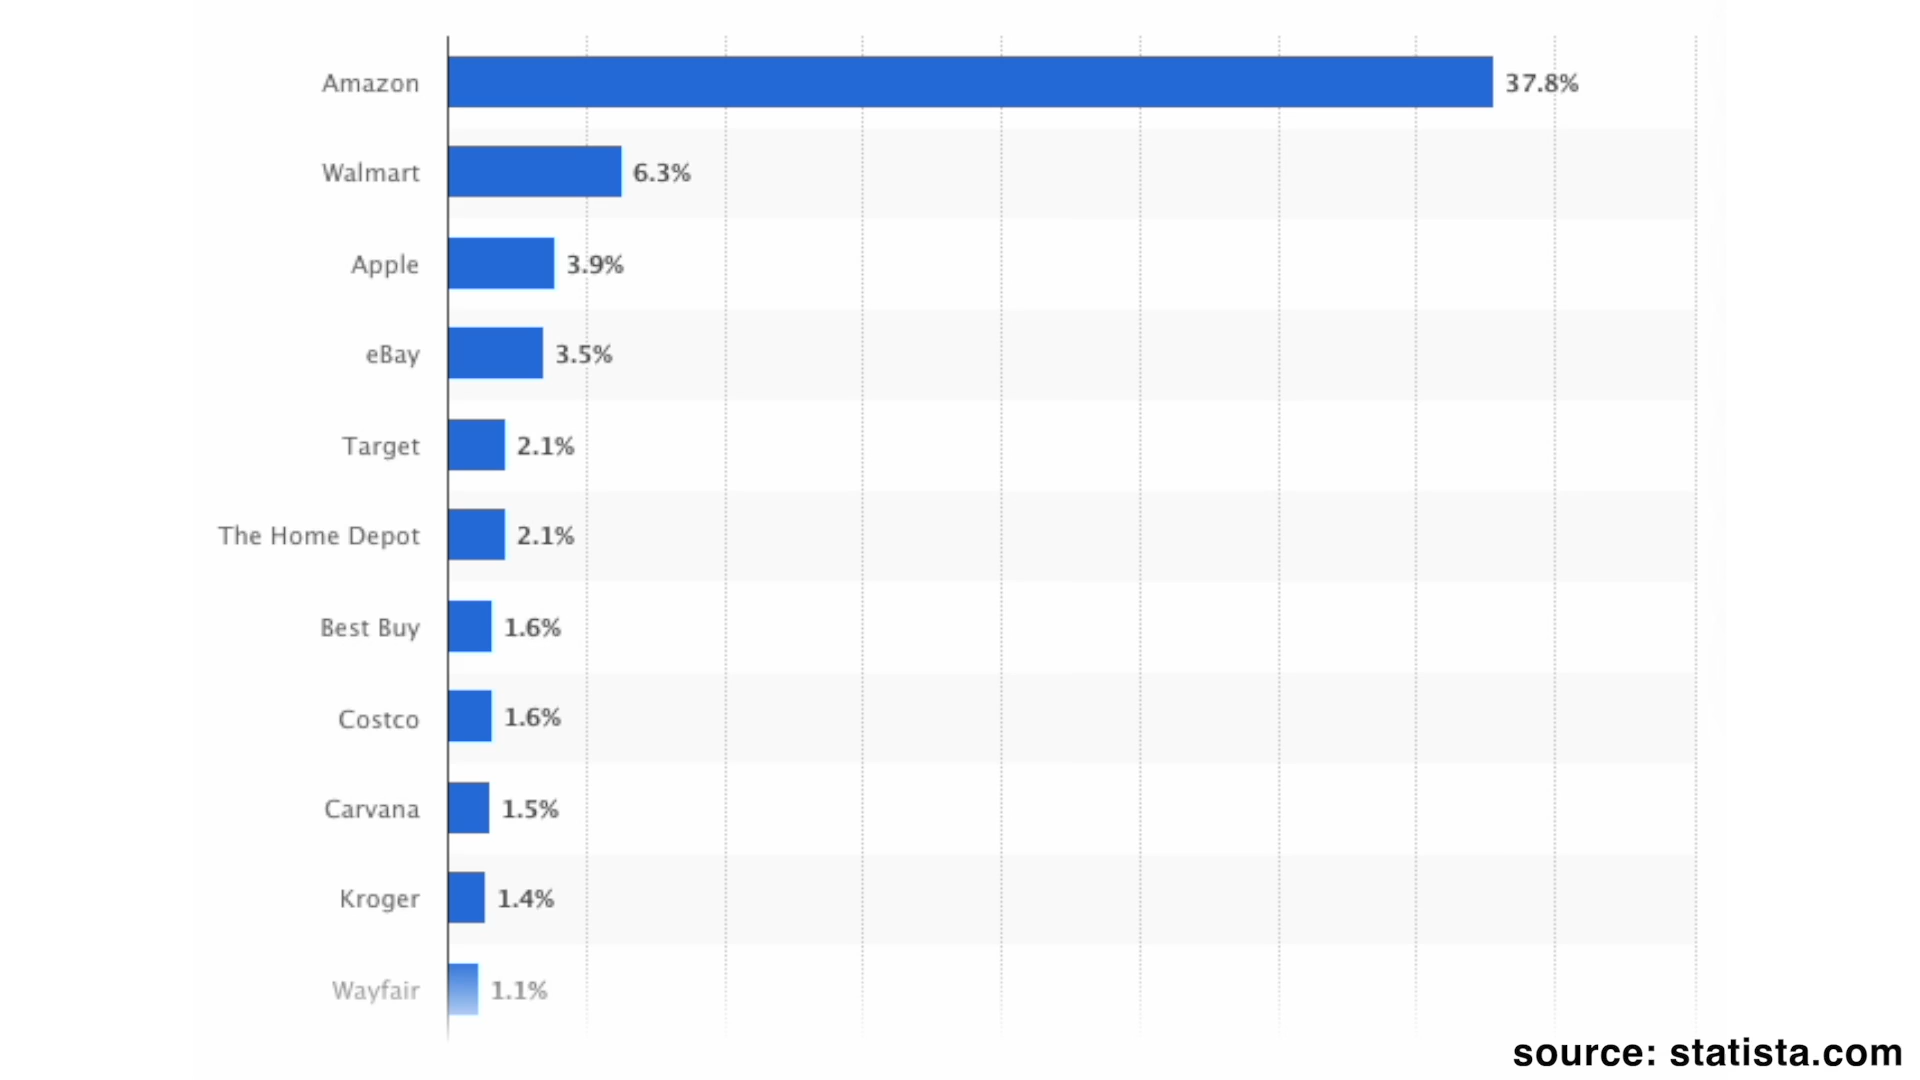 Amazon 37.8%
Walmart 6.3%
Apple 3.9%
eBay 3.5%
Target 2.1%
The Home Depot 2.1%
Best Buy 1.6%
Costco 1.6%
Carvana 1.5%
Kroger 1.4%
Wayfair 1.1%
source: statista.com